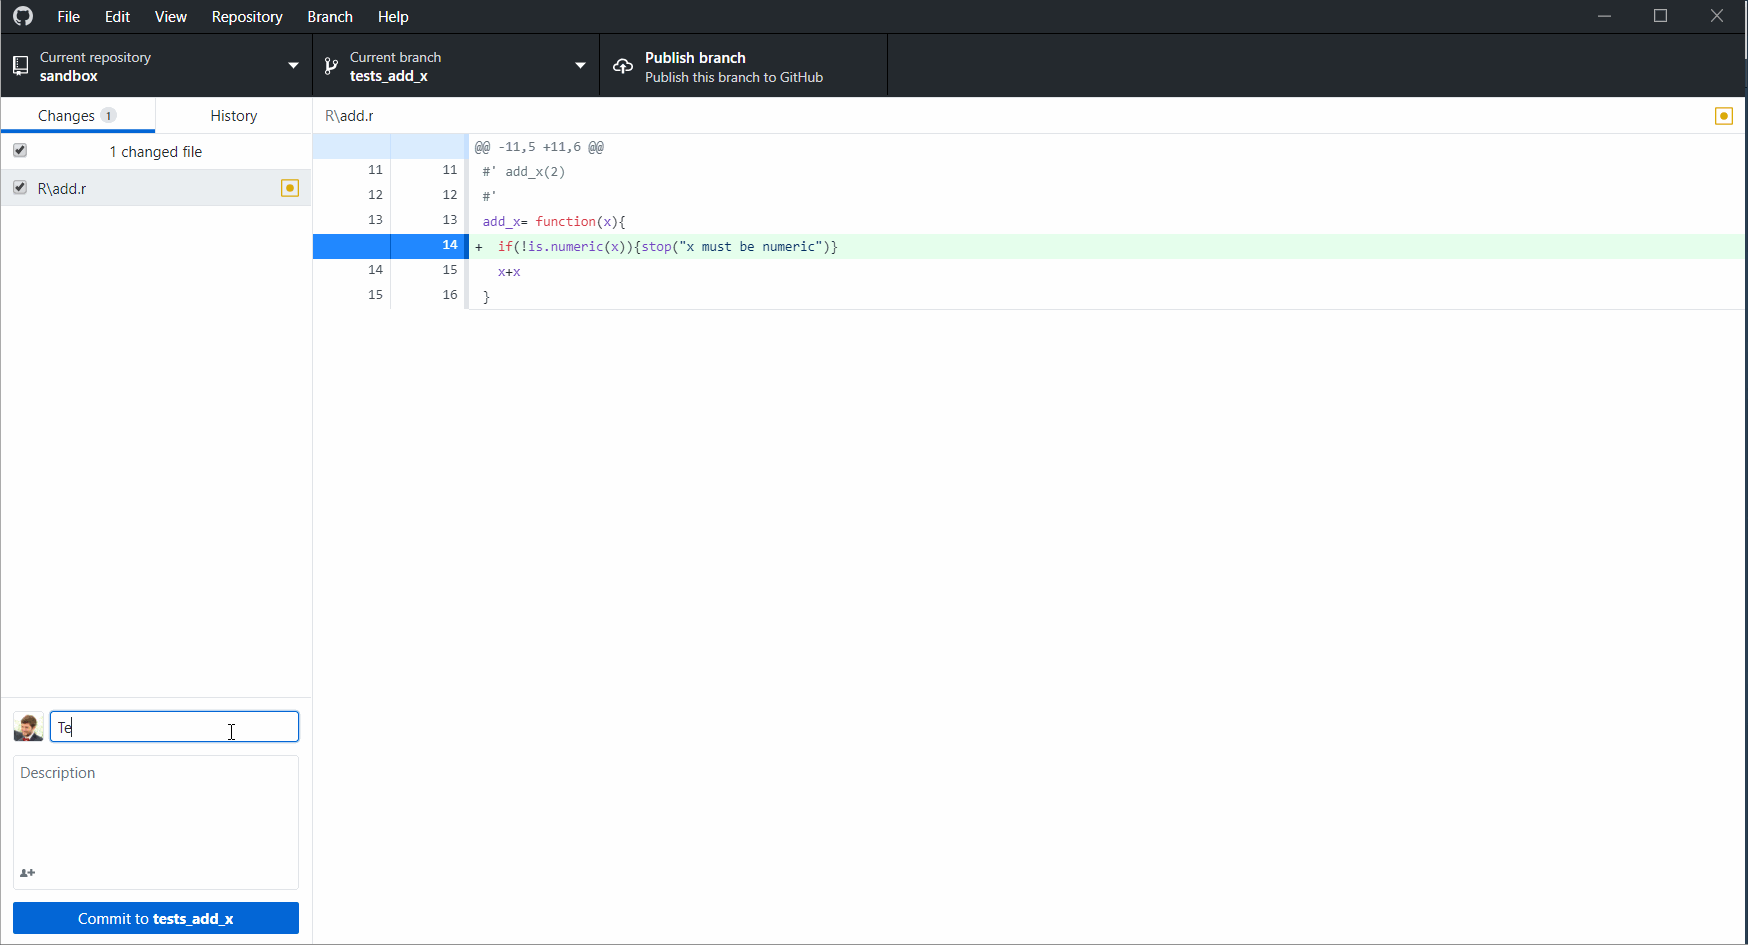 File Edit View Repository Branch Help
Current repository
sandbox
Current branch
tests_add_x
Publish branch
Publish this branch to GitHub
Changes 1 History
R\add.r
1 changed file
R\add.r
@@ -11,5 +11,6 @@
11 11 #' add_x(2)
12 12 #'
13 13 add_x= function(x){
14 + if(!is.numeric(x)){stop("x must be numeric")}
14 15 x+x
15 16 }
Te
Description
Commit to tests_add_x